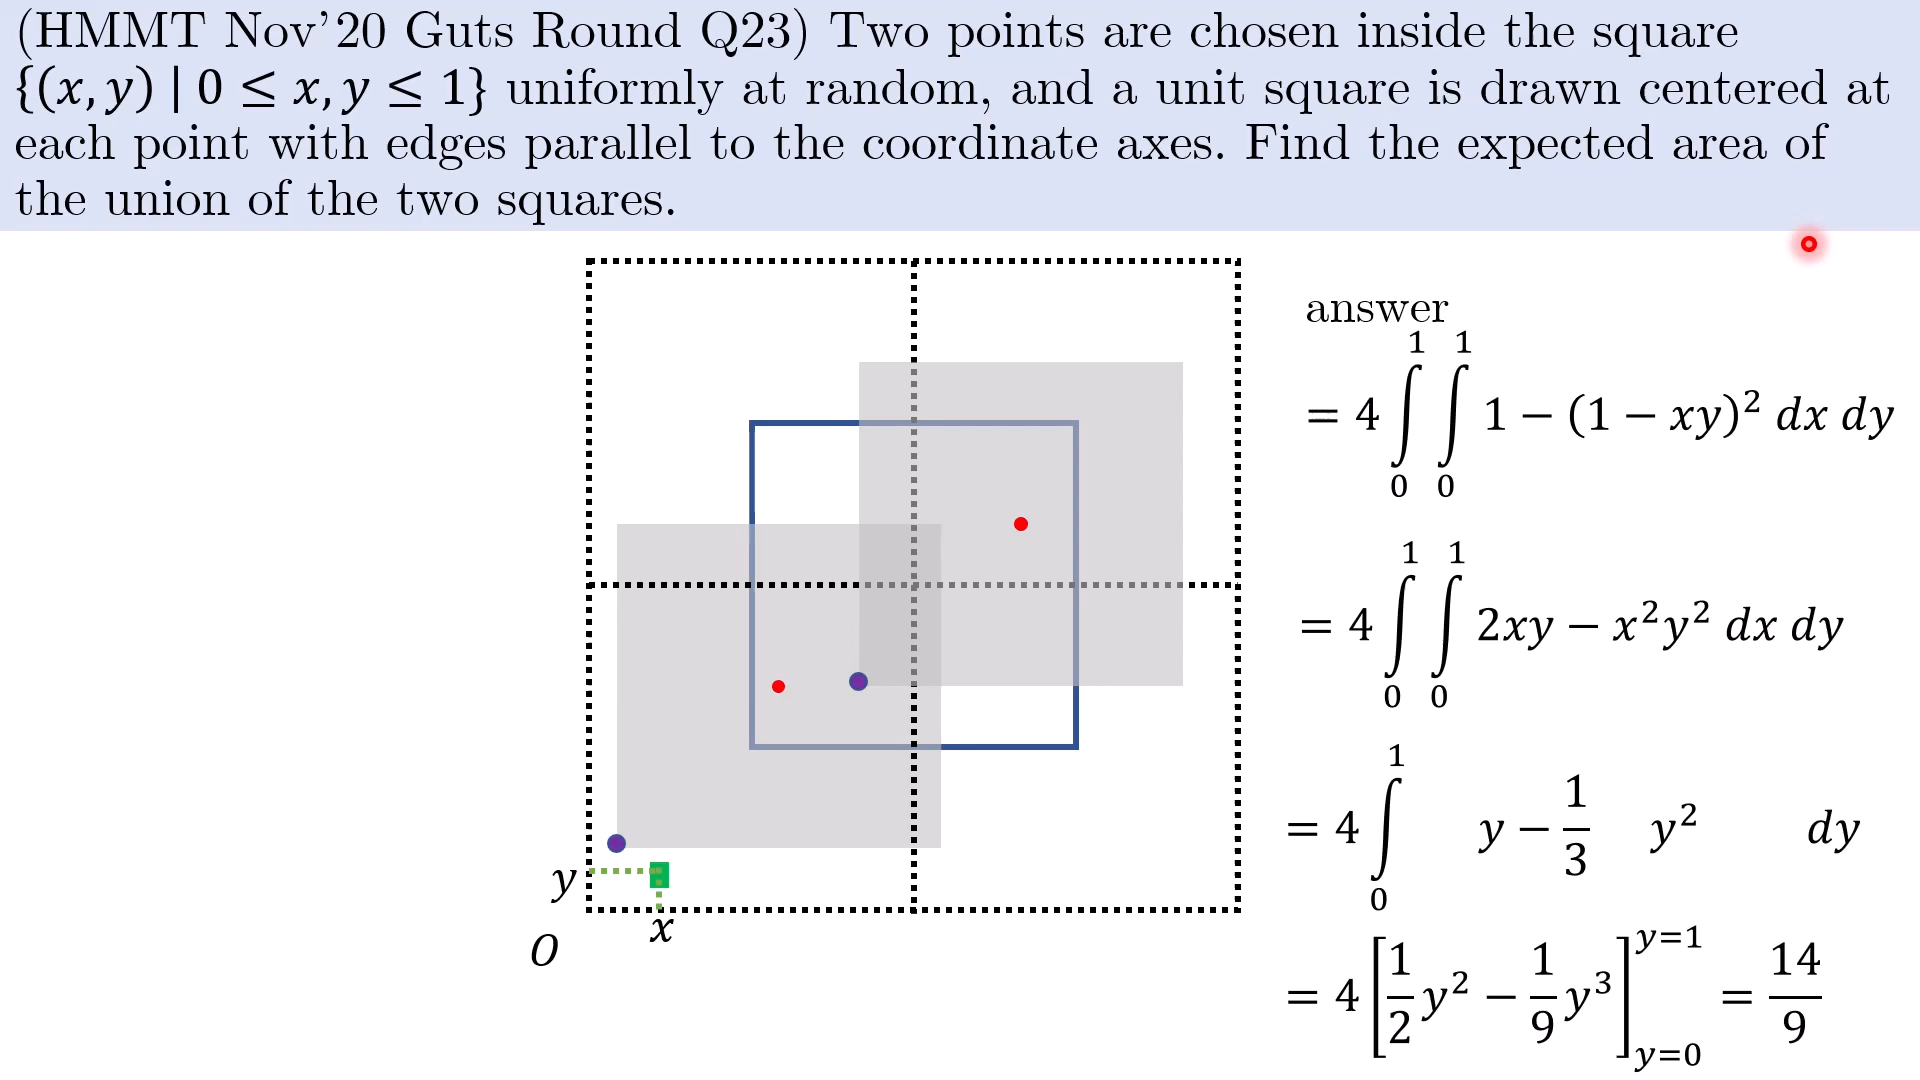 (HMMT Nov’20 Guts Round Q23) Two points are chosen inside the square
{(x, y) | 0 ≤ x, y ≤ 1} uniformly at random, and a unit square is drawn centered at
each point with edges parallel to the coordinate axes. Find the expected area of
the union of the two squares.
answer
= 4 ∫₀¹ ∫₀¹ 1 − (1 − xy)² dx dy
= 4 ∫₀¹ ∫₀¹ 2xy − x²y² dx dy
= 4 ∫₀¹ y − 1/3 y² dy
= 4 [1/2 y² − 1/9 y³]_{y=0}^{y=1} = 14/9
y
x
O